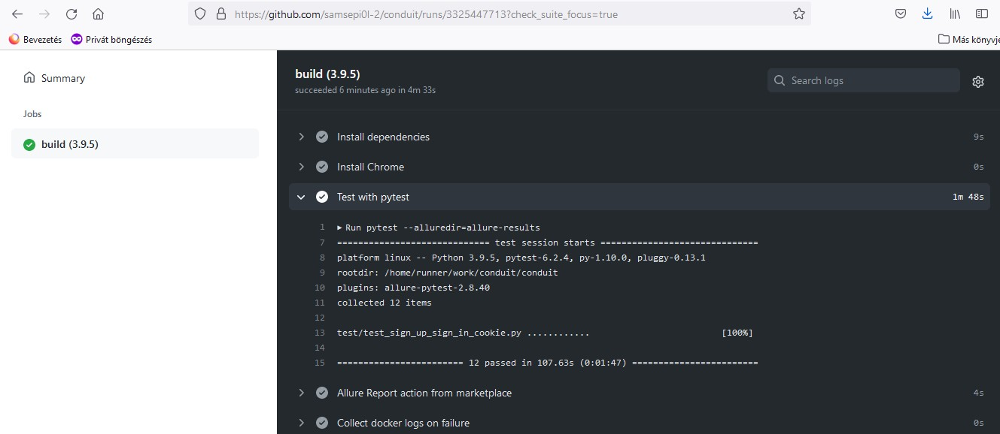 https://github.com/samsepi0l-2/conduit/runs/3325447713?check_suite_focus=true
Bevezetés Privát böngészés Más könyvje
Summary
Jobs
build (3.9.5)
build (3.9.5)
succeeded 6 minutes ago in 4m 33s
Search logs
Install dependencies 9s
Install Chrome 0s
Test with pytest 1m 48s
1 ▶ Run pytest --alluredir=allure-results
7 ============================= test session starts ==============================
8 platform linux -- Python 3.9.5, pytest-6.2.4, py-1.10.0, pluggy-0.13.1
9 rootdir: /home/runner/work/conduit/conduit
10 plugins: allure-pytest-2.8.40
11 collected 12 items
12
13 test/test_sign_up_sign_in_cookie.py ............ [100%]
14
15 ======================== 12 passed in 107.63s (0:01:47) ========================
Allure Report action from marketplace 4s
Collect docker logs on failure 0s